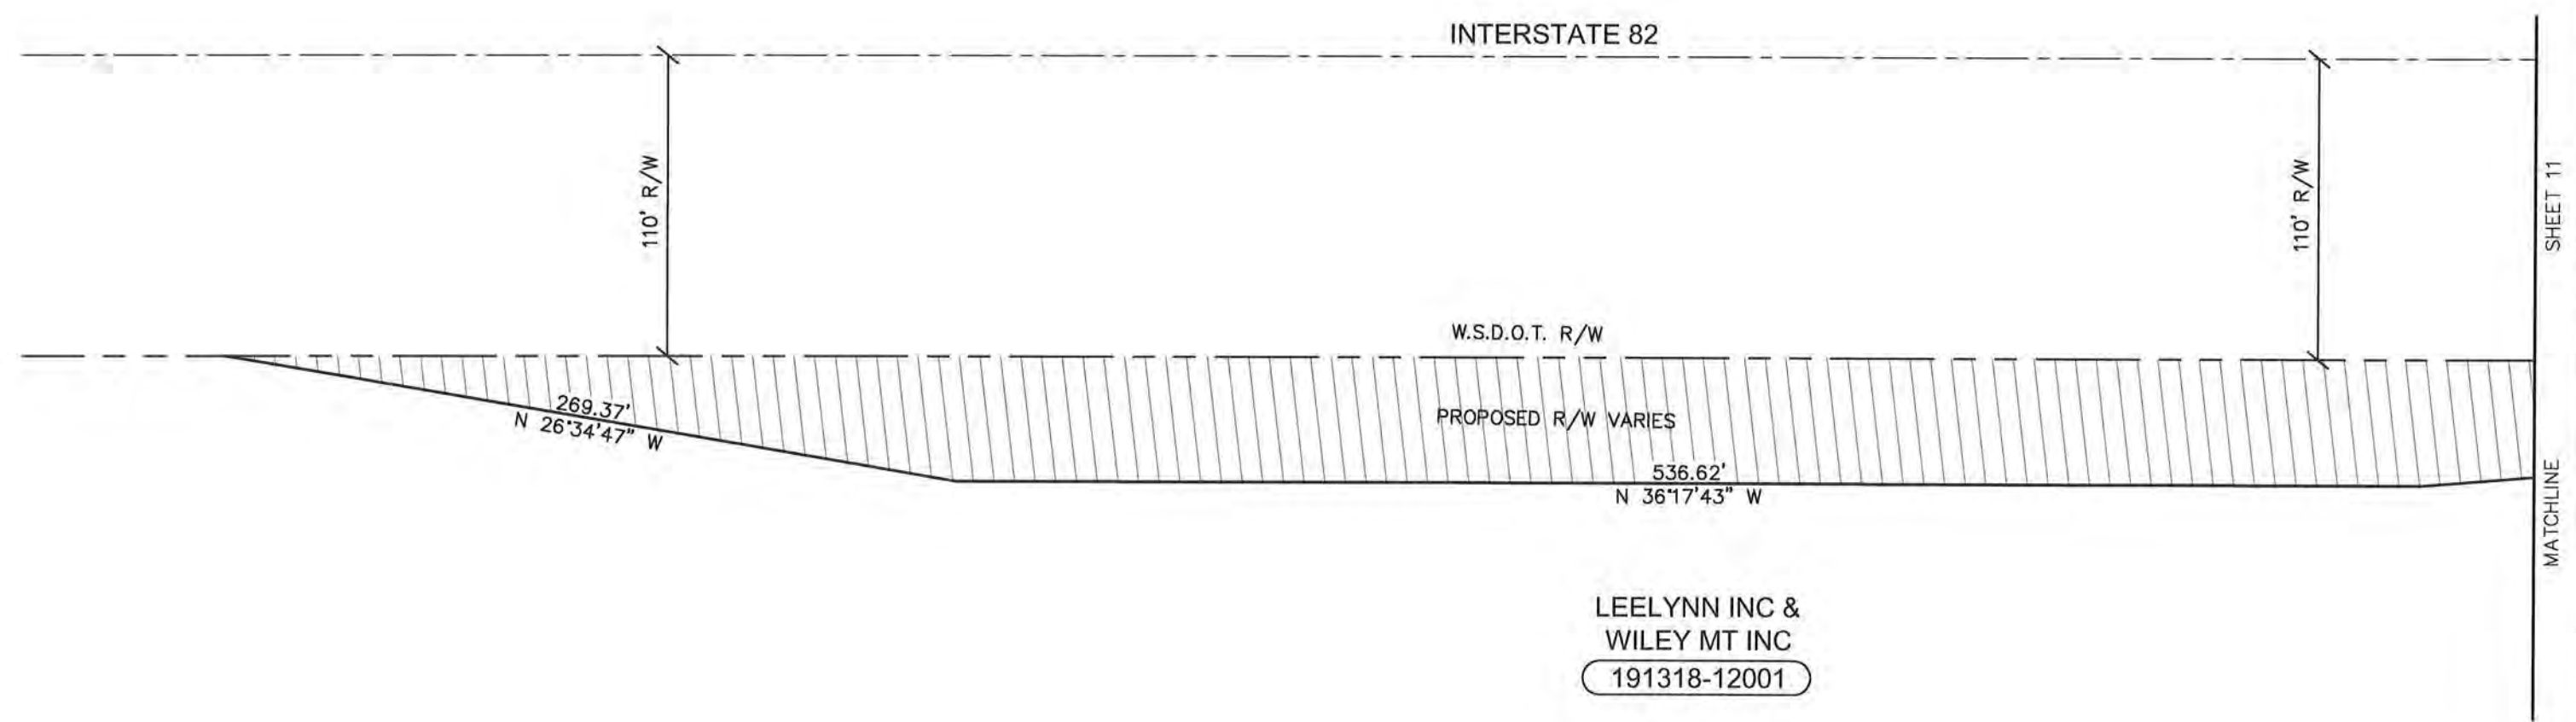 INTERSTATE 82
110' R/W
110' R/W
SHEET 11
W.S.D.O.T. R/W
269.37'
N 26°34'47" W
PROPOSED R/W VARIES
536.62'
N 36°17'43" W
MATCHLINE
LEELYNN INC &
WILEY MT INC
191318-12001